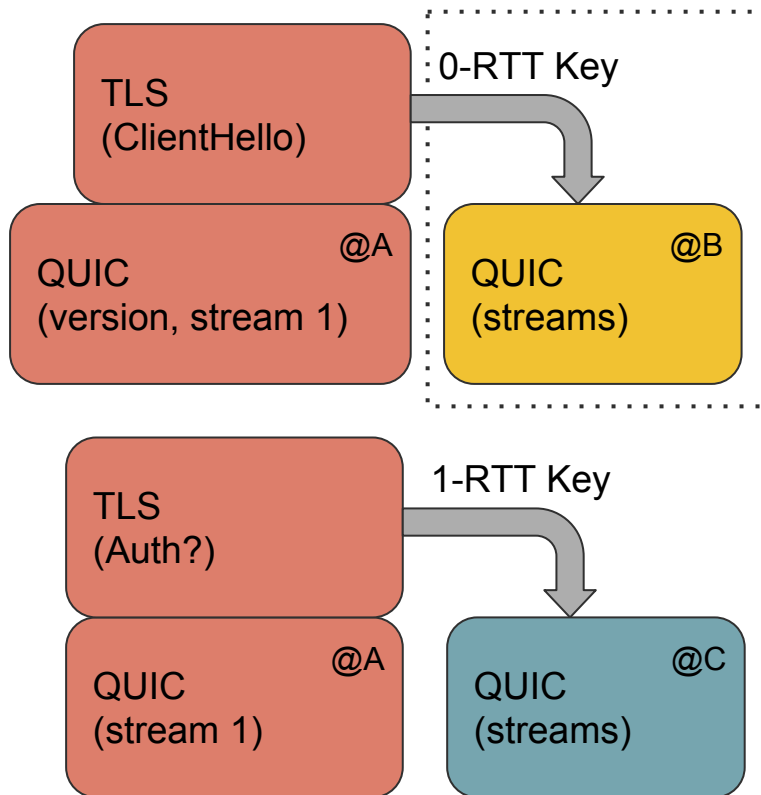 TLS
(ClientHello)
0-RTT Key
@A
QUIC
(version, stream 1)
@B
QUIC
(streams)
TLS
(Auth?)
1-RTT Key
@A
QUIC
(stream 1)
@C
QUIC
(streams)